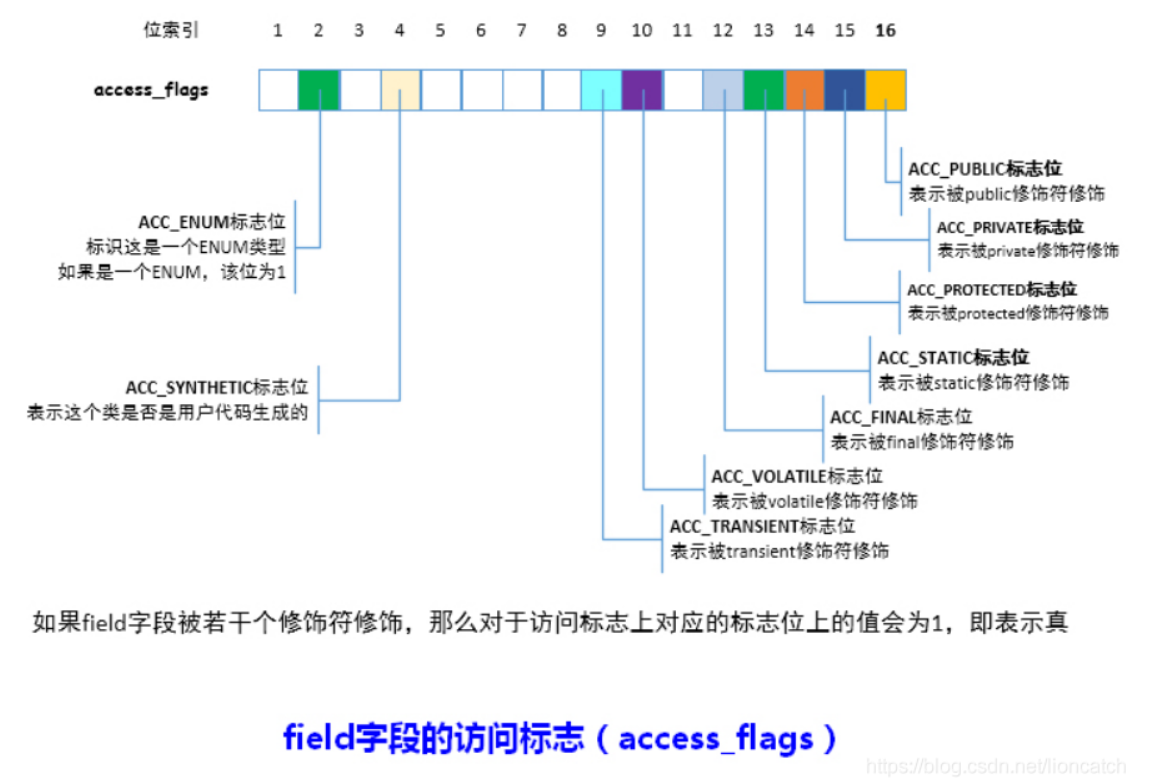 位索引 1 2 3 4 5 6 7 8 9 10 11 12 13 14 15 16
access_flags
ACC_PUBLIC标志位
表示被public修饰符修饰
ACC_ENUM标志位
标识这是一个ENUM类型
如果是一个ENUM，该位为1
ACC_PRIVATE标志位
表示被private修饰符修饰
ACC_PROTECTED标志位
表示被protected修饰符修饰
ACC_STATIC标志位
表示被static修饰符修饰
ACC_SYNTHETIC标志位
表示这个类是否是用户代码生成的
ACC_FINAL标志位
表示被final修饰符修饰
ACC_VOLATILE标志位
表示被volatile修饰符修饰
ACC_TRANSIENT标志位
表示被transient修饰符修饰
如果field字段被若干个修饰符修饰，那么对于访问标志上对应的标志位上的值会为1，即表示真
field字段的访问标志（access_flags）
https://blog.csdn.net/lioncatch